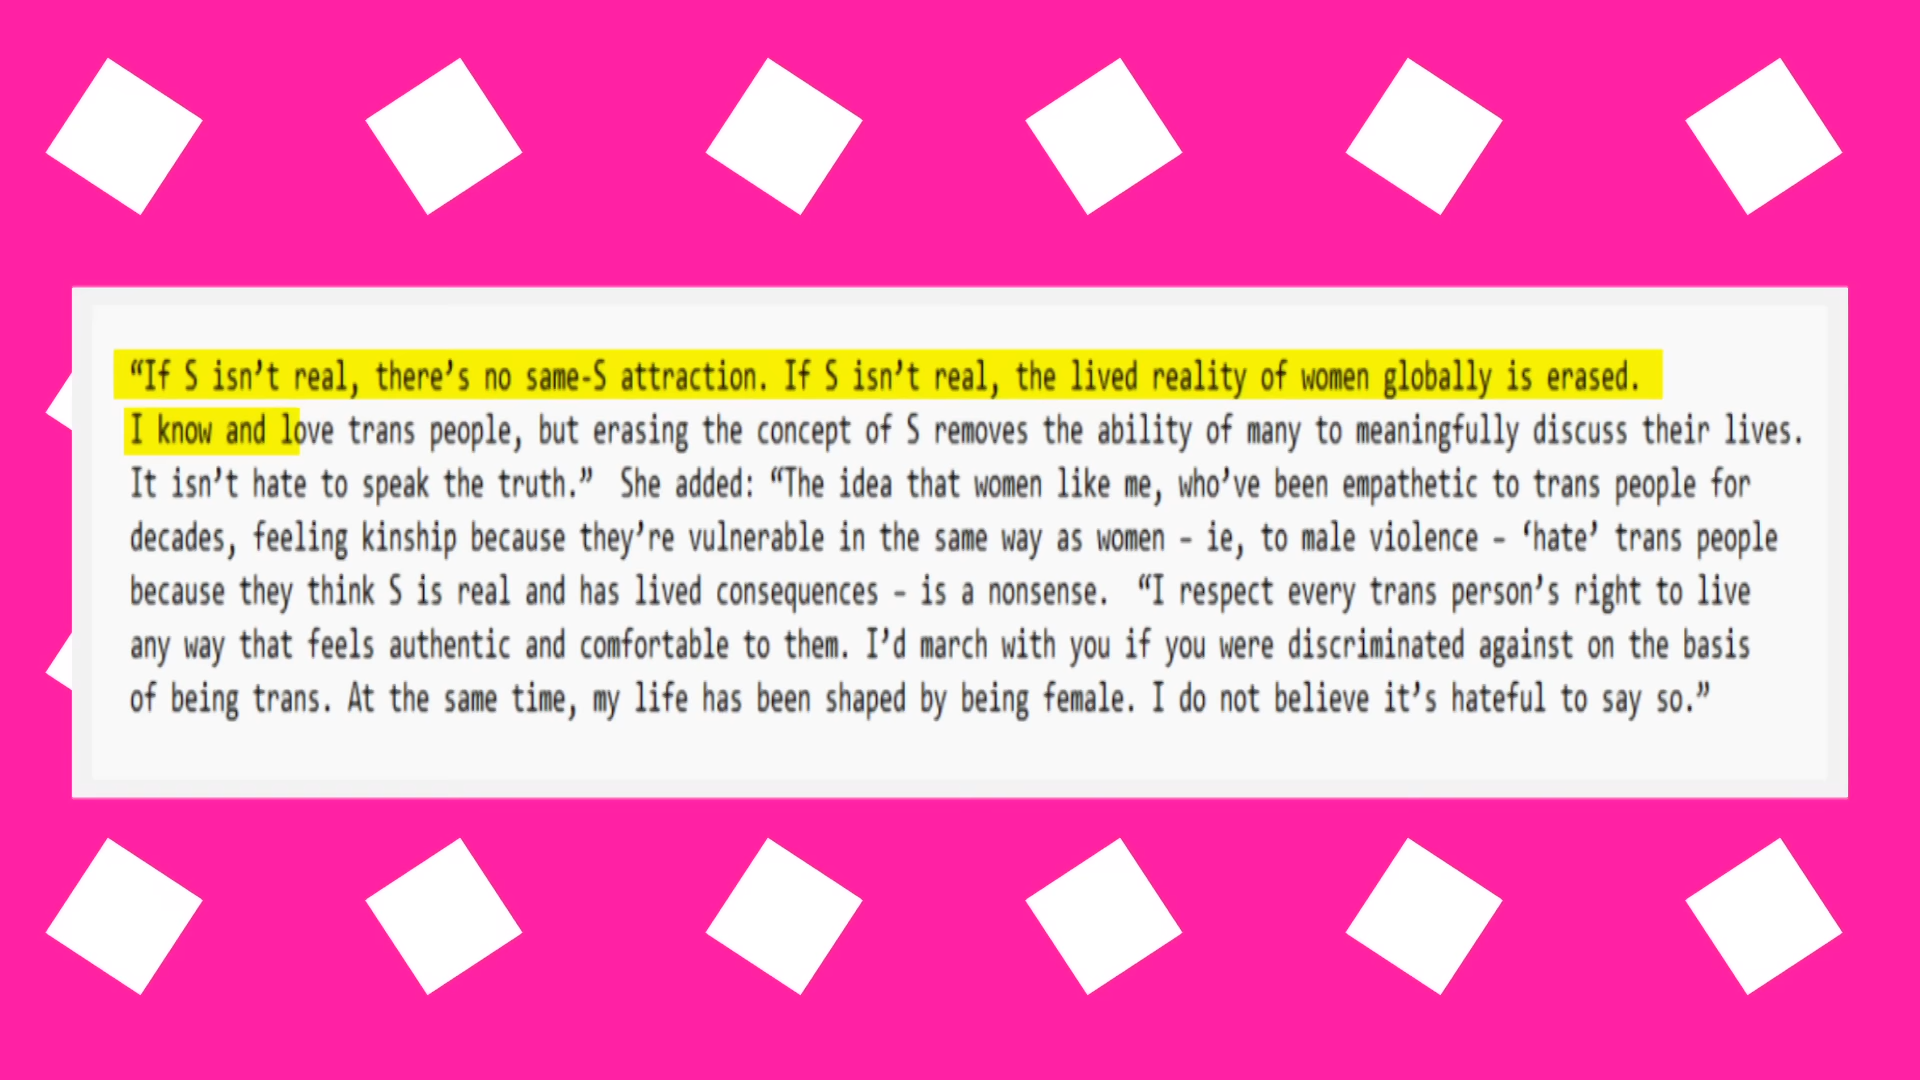 “If S isn’t real, there’s no same-S attraction. If S isn’t real, the lived reality of women globally is erased.
I know and love trans people, but erasing the concept of S removes the ability of many to meaningfully discuss their lives.
It isn’t hate to speak the truth.”  She added: “The idea that women like me, who’ve been empathetic to trans people for
decades, feeling kinship because they’re vulnerable in the same way as women – ie, to male violence – ‘hate’ trans people
because they think S is real and has lived consequences – is a nonsense.  “I respect every trans person’s right to live
any way that feels authentic and comfortable to them. I’d march with you if you were discriminated against on the basis
of being trans. At the same time, my life has been shaped by being female. I do not believe it’s hateful to say so.”